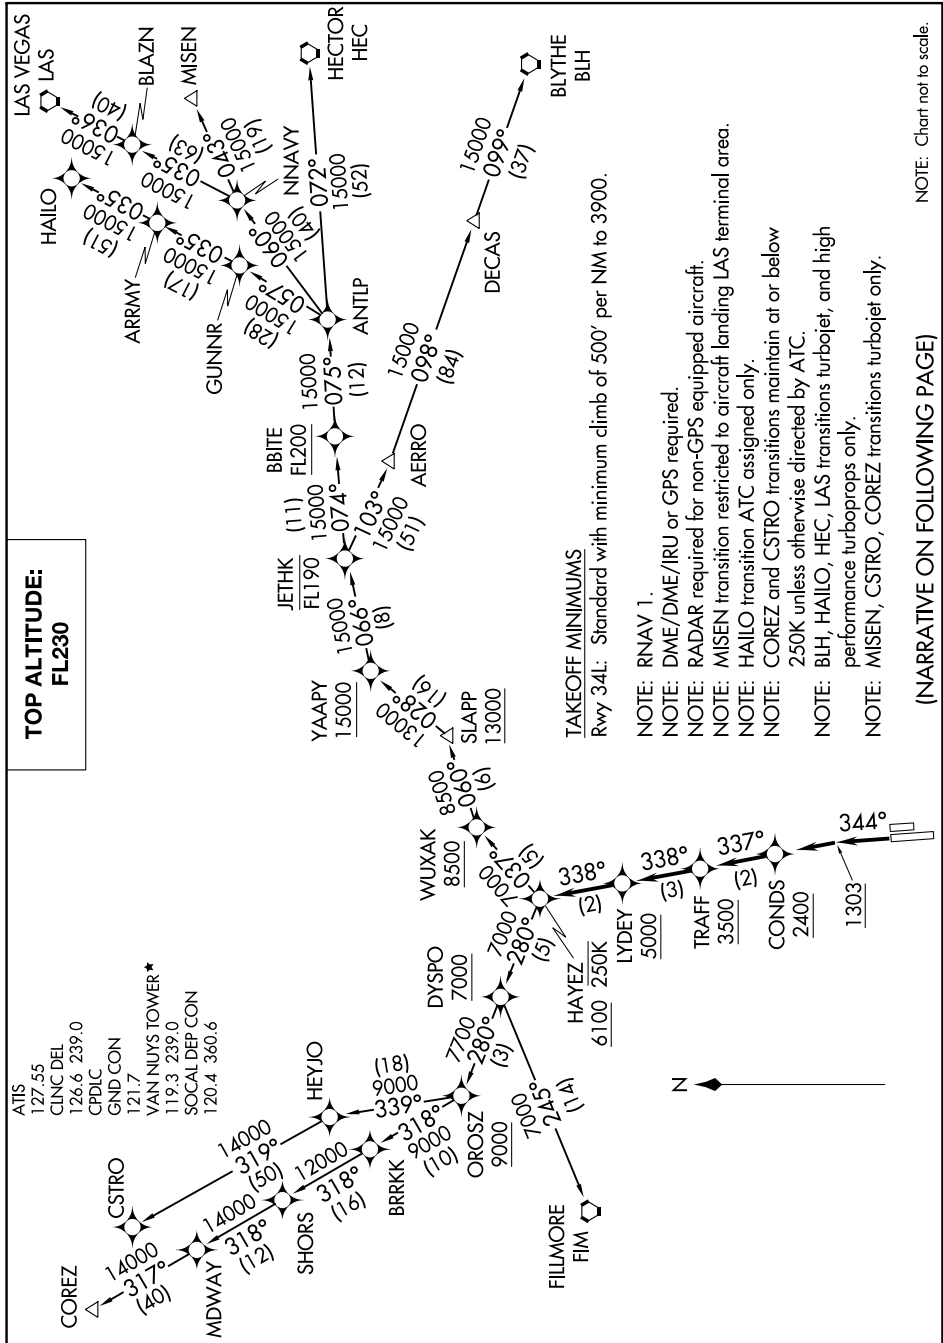 TOP ALTITUDE:
FL230
ATIS
127.55
CLNC DEL
126.6 239.0
CPDLC
GND CON
121.7
VAN NUYS TOWER★
119.3 239.0
SOCAL DEP CON
120.4 360.6
LAS VEGAS
LAS
15000
036°
(40)
BLAZN
15000
035°
(63)
MISEN
15000
043°
(19)
NNAVY
HAILO
15000
035°
(51)
ARRMY
15000
035°
(17)
GUNNR
15000
057°
(28)
15000
060°
(40)
HECTOR
HEC
072°
15000
(52)
ANTLP
15000
075°
(12)
BBITE
FL200
(11)
15000
074°
JETHK
FL190
15000
066°
(8)
YAAPY
15000
13000
028°
(16)
SLAPP
13000
8500
060°
(6)
WUXAK
8500
7000
037°
(5)
103°
15000
(51)
AERRO
15000
098°
(84)
DECAS
15000
099°
(37)
BLYTHE
BLH
COREZ
14000
317°
(40)
MDWAY
14000
318°
(12)
SHORS
12000
318°
(16)
BRRKK
318°
9000
(10)
CSTRO
14000
319°
(50)
HEYJO
(18)
9000
339°
OROSZ
9000
7700
280°
(3)
DYSPO
7000
7000
280°
(5)
7000
245°
(14)
FILLMORE
FIM
HAYEZ
6100 250K
338°
(2)
LYDEY
5000
338°
(3)
TRAFF
3500
337°
(2)
CONDS
2400
1303
344°
N
TAKEOFF MINIMUMS
Rwy 34L: Standard with minimum climb of 500' per NM to 3900.
NOTE: RNAV 1.
NOTE: DME/DME/IRU or GPS required.
NOTE: RADAR required for non-GPS equipped aircraft.
NOTE: MISEN transition restricted to aircraft landing LAS terminal area.
NOTE: HAILO transition ATC assigned only.
NOTE: COREZ and CSTRO transitions maintain at or below
250K unless otherwise directed by ATC.
NOTE: BLH, HAILO, HEC, LAS transitions turbojet, and high
performance turboprops only.
NOTE: MISEN, CSTRO, COREZ transitions turbojet only.
(NARRATIVE ON FOLLOWING PAGE)
NOTE: Chart not to scale.